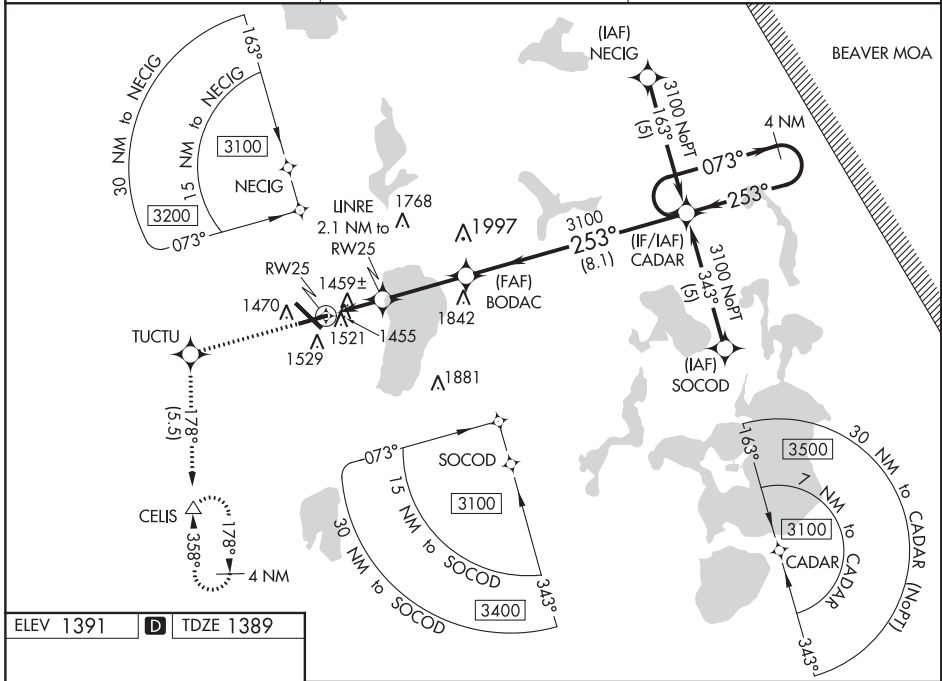 (IAF)
NECIG
BEAVER MOA
3100 NoPT
163°
(5)
4 NM
073°
253°
30 NM to NECIG
15 NM to NECIG
163°
3100
NECIG
3200
073°
LINRE
2.1 NM to
RW25
1768
1997
3100
253°
(8.1)
(IF/IAF)
CADAR
RW25
1459±
(FAF)
BODAC
3100 NoPT
343°
(5)
1470
1842
TUCTU
1521
1455
1529
(IAF)
SOCOD
1881
178°
(5.5)
073°
SOCOD
163°
3500
30 NM to CADAR (NoPT)
15 NM to SOCOD
3100
7 NM to CADAR
3100
CELIS
178°
358°
4 NM
30 NM to SOCOD
CADAR
343°
3400
343°
ELEV 1391 D TDZE 1389